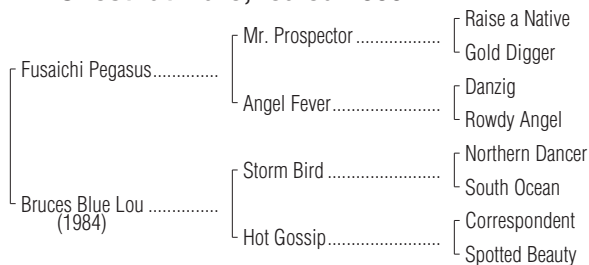 Raise a Native
Mr. Prospector ...................
Gold Digger
Fusaichi Pegasus..............
Danzig
Angel Fever........................
Rowdy Angel
Northern Dancer
Storm Bird .........................
South Ocean
Bruces Blue Lou ...............
(1984)
Correspondent
Hot Gossip.........................
Spotted Beauty